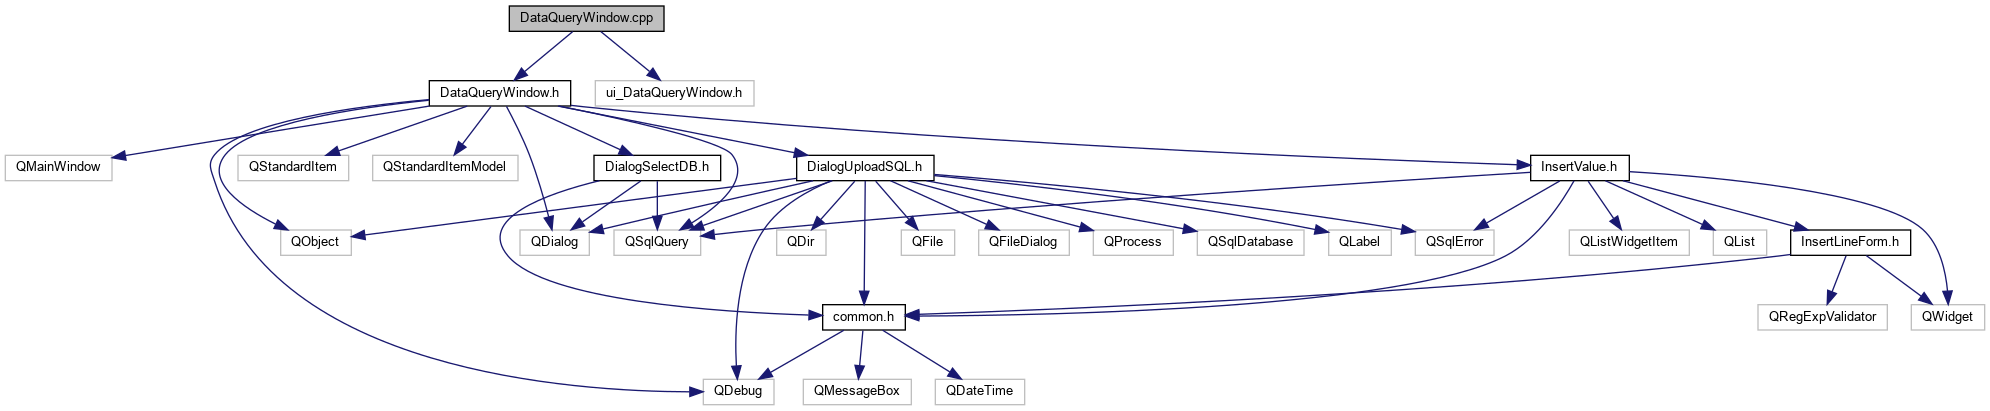 DataQueryWindow.cpp
DataQueryWindow.h
ui_DataQueryWindow.h
QMainWindow
QStandardItem
QStandardItemModel
DialogSelectDB.h
DialogUploadSQL.h
InsertValue.h
QObject
QDialog
QSqlQuery
QDir
QFile
QFileDialog
QProcess
QSqlDatabase
QLabel
QSqlError
QListWidgetItem
QList
InsertLineForm.h
common.h
QRegExpValidator
QWidget
QDebug
QMessageBox
QDateTime